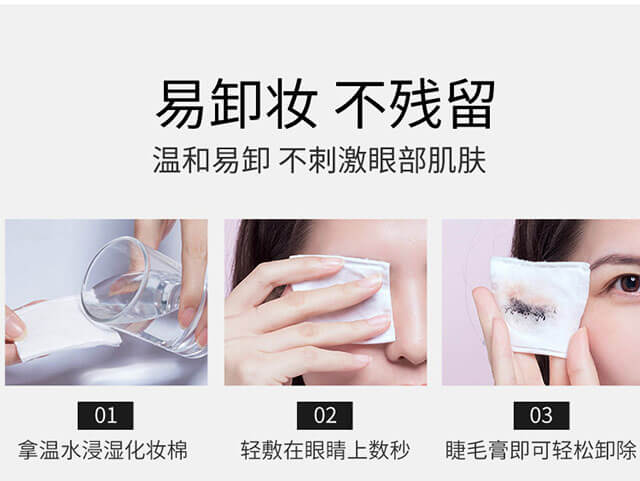 易卸妆 不残留
温和易卸 不刺激眼部肌肤
01
02
03
拿温水浸湿化妆棉
轻敷在眼睛上数秒
睫毛膏即可轻松卸除